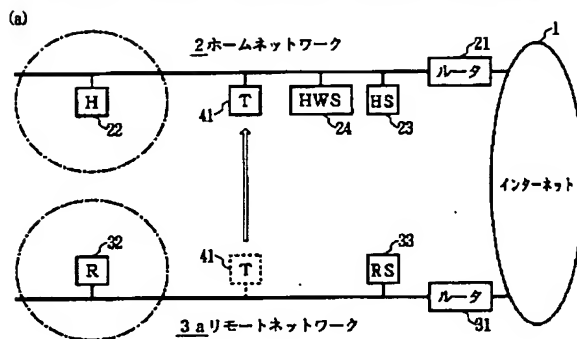 (a)
2ホームネットワーク
21
1
ルータ
H
22
T
41
HWS
24
HS
23
インターネット
32
R
41
T
33
RS
ルータ
31
3aリモートネットワーク